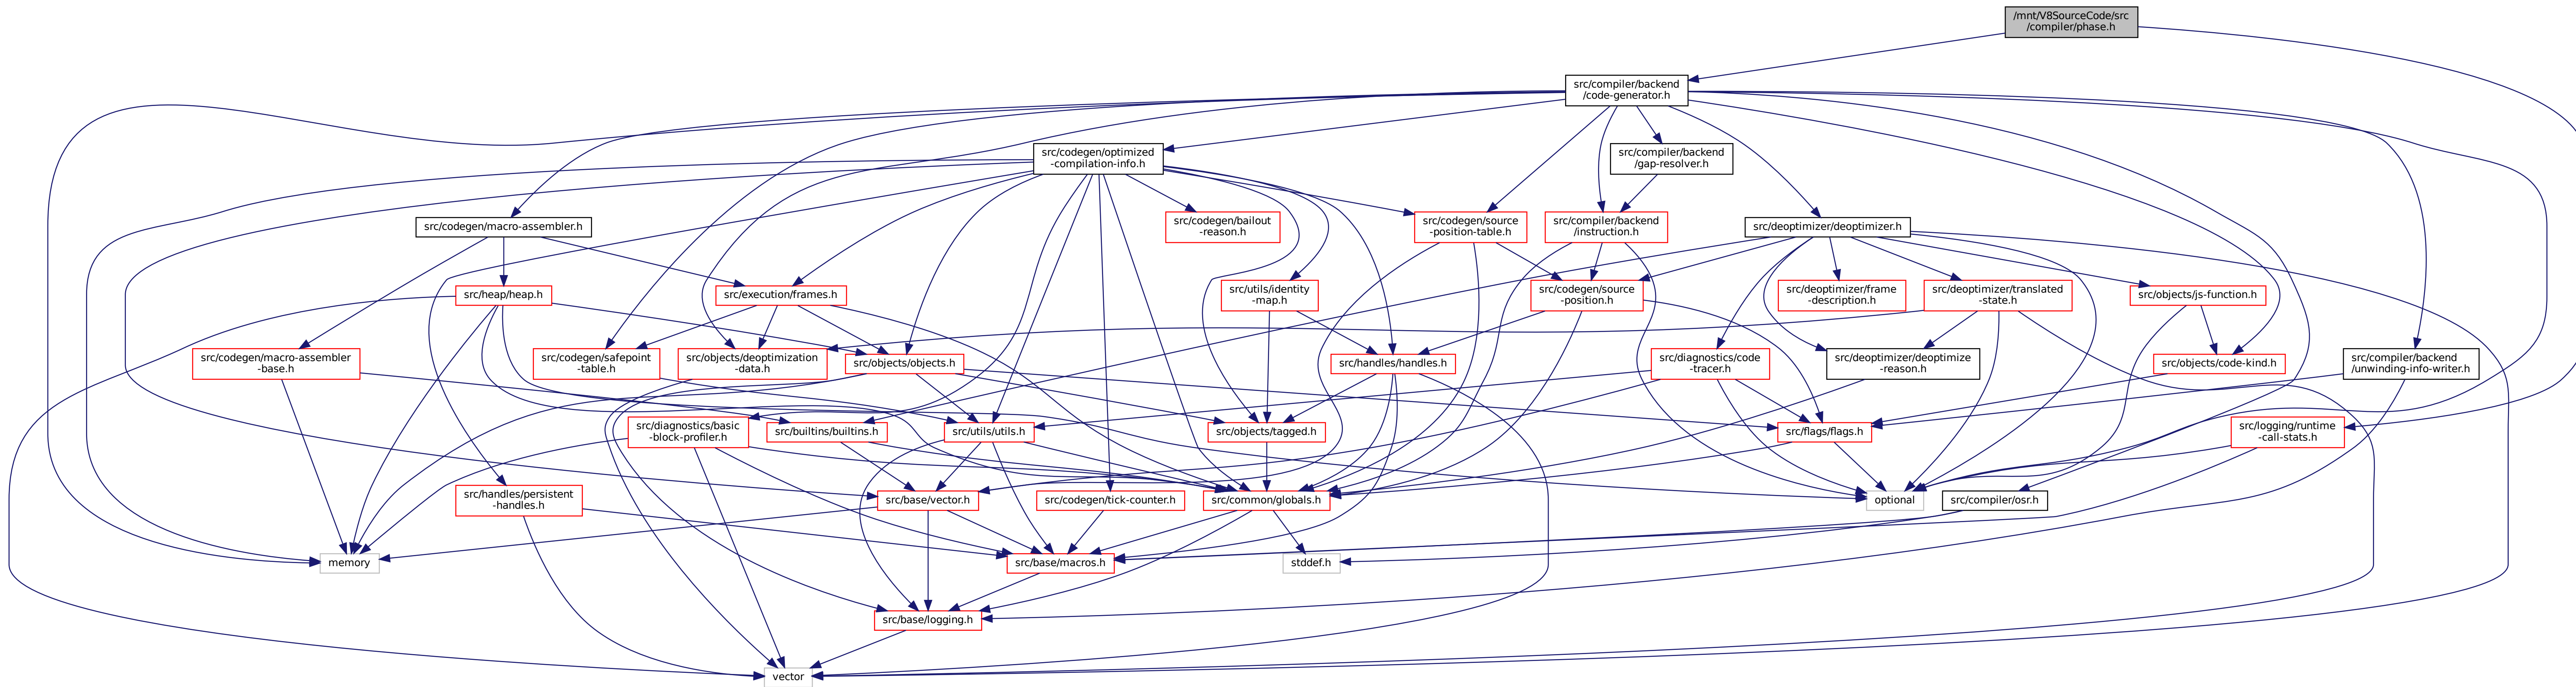 /mnt/V8SourceCode/src
/compiler/phase.h
src/compiler/backend
/code-generator.h
src/codegen/optimized
-compilation-info.h
src/compiler/backend
/gap-resolver.h
src/codegen/macro-assembler.h
src/codegen/bailout
-reason.h
src/codegen/source
-position-table.h
src/compiler/backend
/instruction.h
src/deoptimizer/deoptimizer.h
src/heap/heap.h
src/execution/frames.h
src/utils/identity
-map.h
src/codegen/source
-position.h
src/deoptimizer/frame
-description.h
src/deoptimizer/translated
-state.h
src/objects/js-function.h
src/codegen/macro-assembler
-base.h
src/codegen/safepoint
-table.h
src/objects/deoptimization
-data.h
src/objects/objects.h
src/handles/handles.h
src/diagnostics/code
-tracer.h
src/deoptimizer/deoptimize
-reason.h
src/objects/code-kind.h
src/compiler/backend
/unwinding-info-writer.h
src/diagnostics/basic
-block-profiler.h
src/builtins/builtins.h
src/utils/utils.h
src/objects/tagged.h
src/flags/flags.h
src/logging/runtime
-call-stats.h
src/handles/persistent
-handles.h
src/base/vector.h
src/codegen/tick-counter.h
src/common/globals.h
optional
src/compiler/osr.h
memory
src/base/macros.h
stddef.h
src/base/logging.h
vector